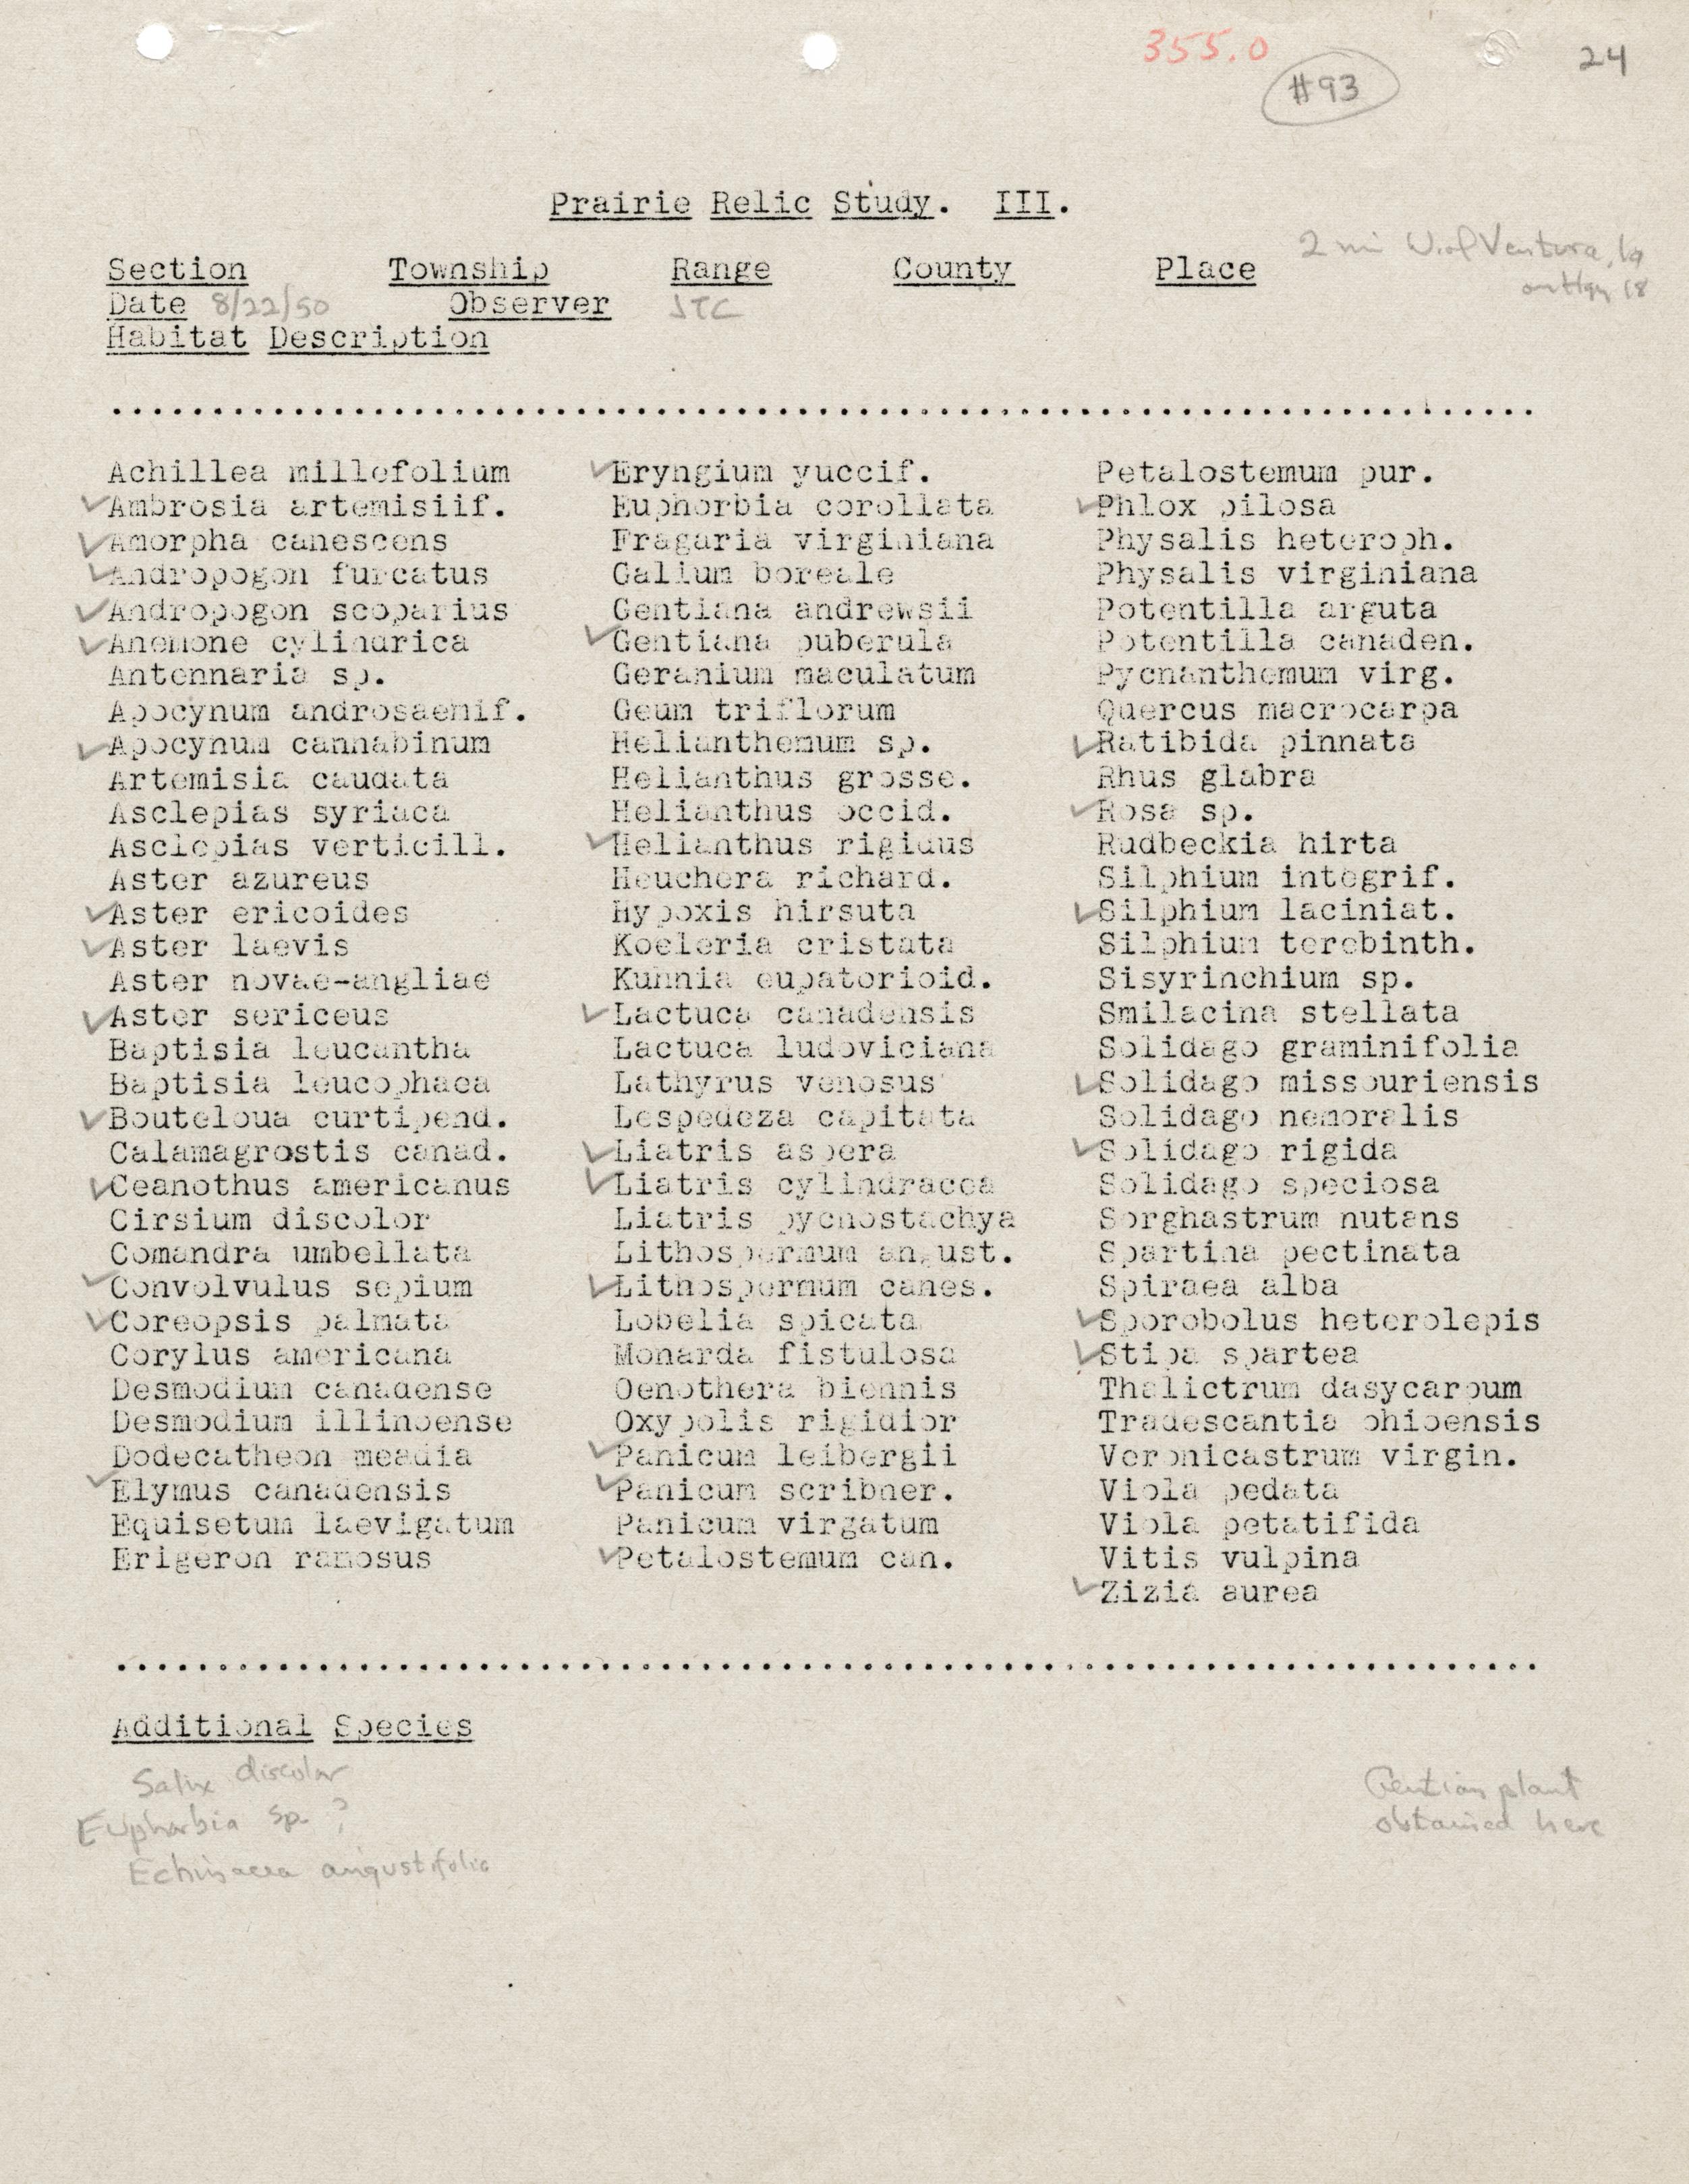 355.0
24
#93
Prairie Relic Study. III.
2 mi W. of Ventura, Ia
on Hgy 18
Section Township Range County Place
Date 8/22/50 Observer JTC
Habitat Description
Achillea millefolium
✓Ambrosia artemisiif.
✓Amorpha canescens
✓Andropogon furcatus
✓Andropogon scoparius
✓Anemone cylindrica
Antennaria sp.
Apocynum androsaemif.
✓Apocynum cannabinum
Artemisia caudata
Asclepias syriaca
Asclepias verticill.
Aster azureus
✓Aster ericoides
✓Aster laevis
Aster novae-angliae
✓Aster sericeus
Baptisia leucantha
Baptisia leucophaea
✓Bouteloua curtipend.
Calamagrostis canad.
✓Ceanothus americanus
Cirsium discolor
Comandra umbellata
✓Convolvulus sepium
✓Coreopsis palmata
Corylus americana
Desmodium canadense
Desmodium illinoense
Dodecatheon meadia
✓Elymus canadensis
Equisetum laevigatum
Erigeron ramosus
✓Eryngium yuccif.
Euphorbia corollata
Fragaria virginiana
Galium boreale
Gentiana andrewsii
✓Gentiana puberula
Geranium maculatum
Geum triflorum
Helianthemum sp.
Helianthus grosse.
Helianthus occid.
✓Helianthus rigidus
Heuchera richard.
Hypoxis hirsuta
Koeleria cristata
Kuhnia eupatorioid.
✓Lactuca canadensis
Lactuca ludoviciana
Lathyrus venosus
Lespedeza capitata
✓Liatris aspera
✓Liatris cylindracea
Liatris pycnostachya
Lithospermum angust.
✓Lithospermum canes.
Lobelia spicata
Monarda fistulosa
Oenothera biennis
Oxypolis rigidior
✓Panicum leibergii
✓Panicum scribner.
Panicum virgatum
✓Petalostemum can.
Petalostemum pur.
✓Phlox pilosa
Physalis heteroph.
Physalis virginiana
Potentilla arguta
Potentilla canaden.
Pycnanthemum virg.
Quercus macrocarpa
✓Ratibida pinnata
Rhus glabra
✓Rosa sp.
Rudbeckia hirta
Silphium integrif.
✓Silphium laciniat.
Silphium terebinth.
Sisyrinchium sp.
Smilacina stellata
Solidago graminifolia
✓Solidago missouriensis
Solidago nemoralis
✓Solidago rigida
Solidago speciosa
Sorghastrum nutans
Spartina pectinata
Spiraea alba
✓Sporobolus heterolepis
✓Stipa spartea
Thalictrum dasycarpum
Tradescantia ohioensis
Veronicastrum virgin.
Viola pedata
Viola petatifida
Vitis vulpina
✓Zizia aurea
Additional Species
Salix discolor
Euphorbia sp. ?
Echinacea angustifolia
Gentian plant
obtained here